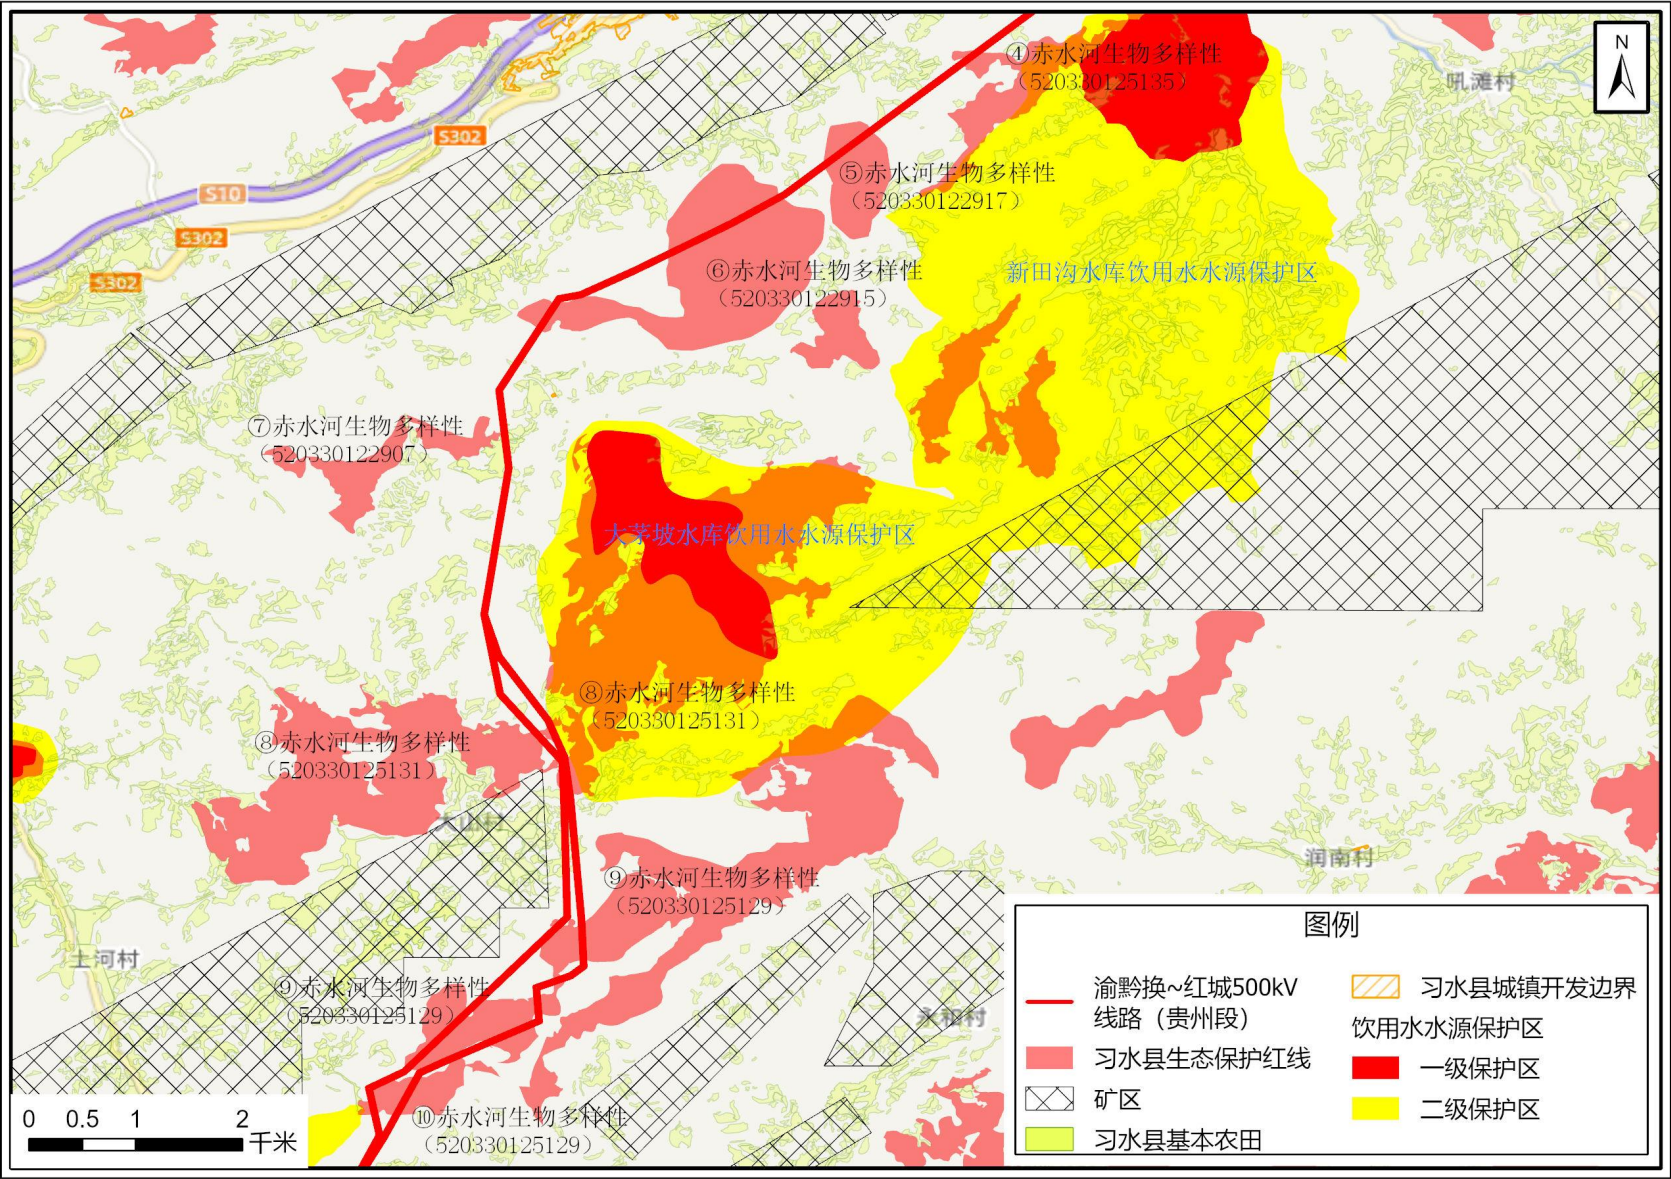 N
④赤水河生物多样性
（520330125135）
吼滩村
S302
⑤赤水河生物多样性
（520330122917）
S10
S302
⑥赤水河生物多样性
（520330122915）
新田沟水库饮用水水源保护区
S302
⑦赤水河生物多样性
（520330122907）
大茅坡水库饮用水水源保护区
⑧赤水河生物多样性
（520330125131）
⑧赤水河生物多样性
（520330125131）
大山村
润南村
⑨赤水河生物多样性
（520330125129）
土河村
⑨赤水河生物多样性
（520330125129）
永和村
⑩赤水河生物多样性
（520330125129）
0 0.5 1 2
千米
图例
渝黔换~红城500kV
线路（贵州段）
习水县生态保护红线
矿区
习水县基本农田
习水县城镇开发边界
饮用水水源保护区
一级保护区
二级保护区